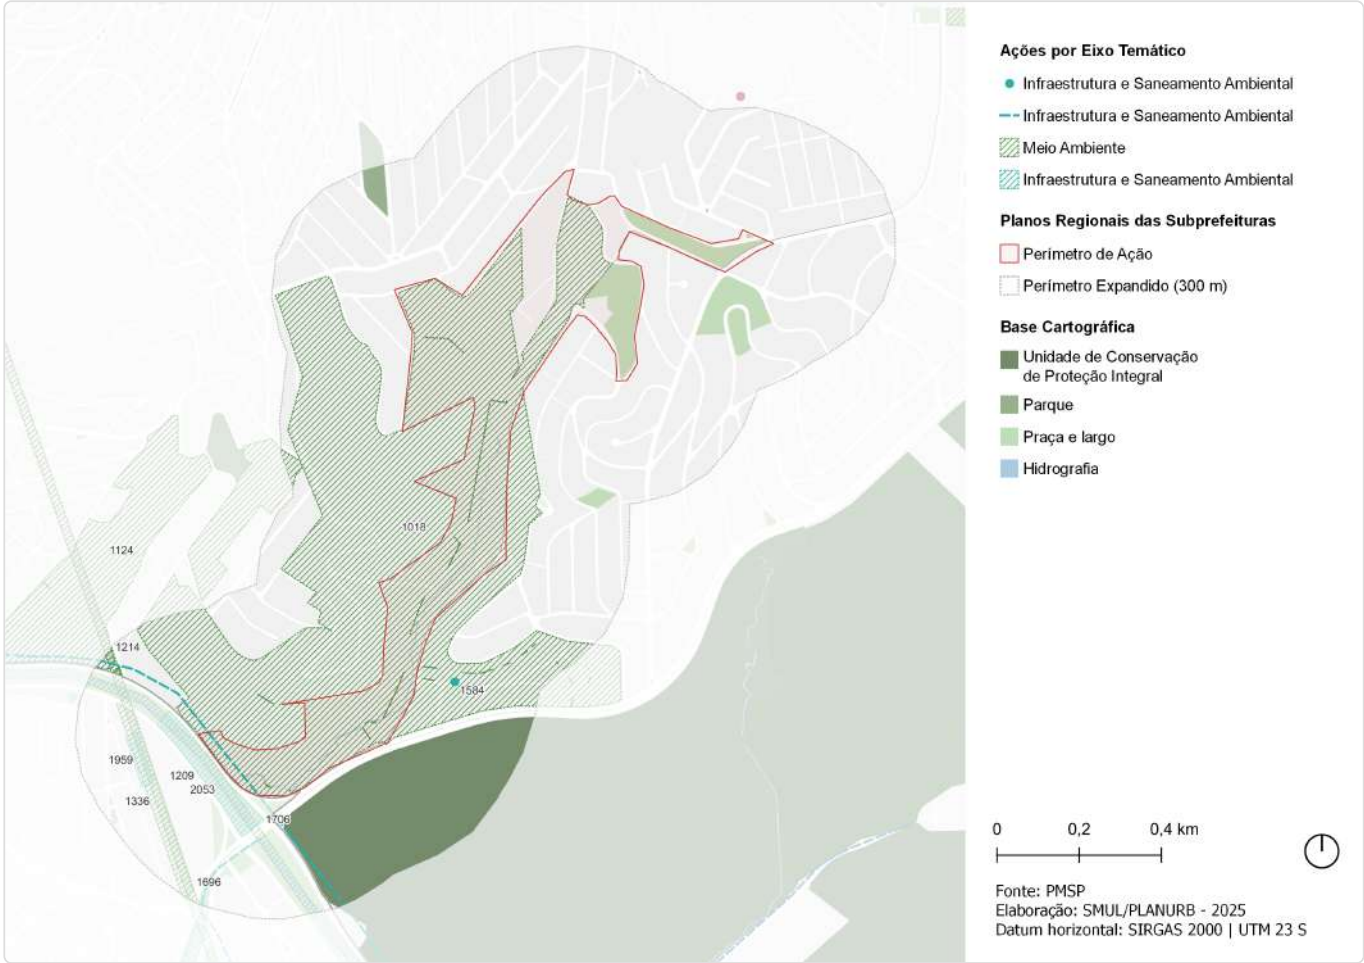 Ações por Eixo Temático
Infraestrutura e Saneamento Ambiental
Infraestrutura e Saneamento Ambiental
Meio Ambiente
Infraestrutura e Saneamento Ambiental
Planos Regionais das Subprefeituras
Perímetro de Ação
Perímetro Expandido (300 m)
Base Cartográfica
Unidade de Conservação
de Proteção Integral
Parque
Praça e largo
Hidrografia
1018
1124
1214
1584
1959
1209
2053
1336
1706
1696
0 0,2 0,4 km
Fonte: PMSP
Elaboração: SMUL/PLANURB - 2025
Datum horizontal: SIRGAS 2000 | UTM 23 S